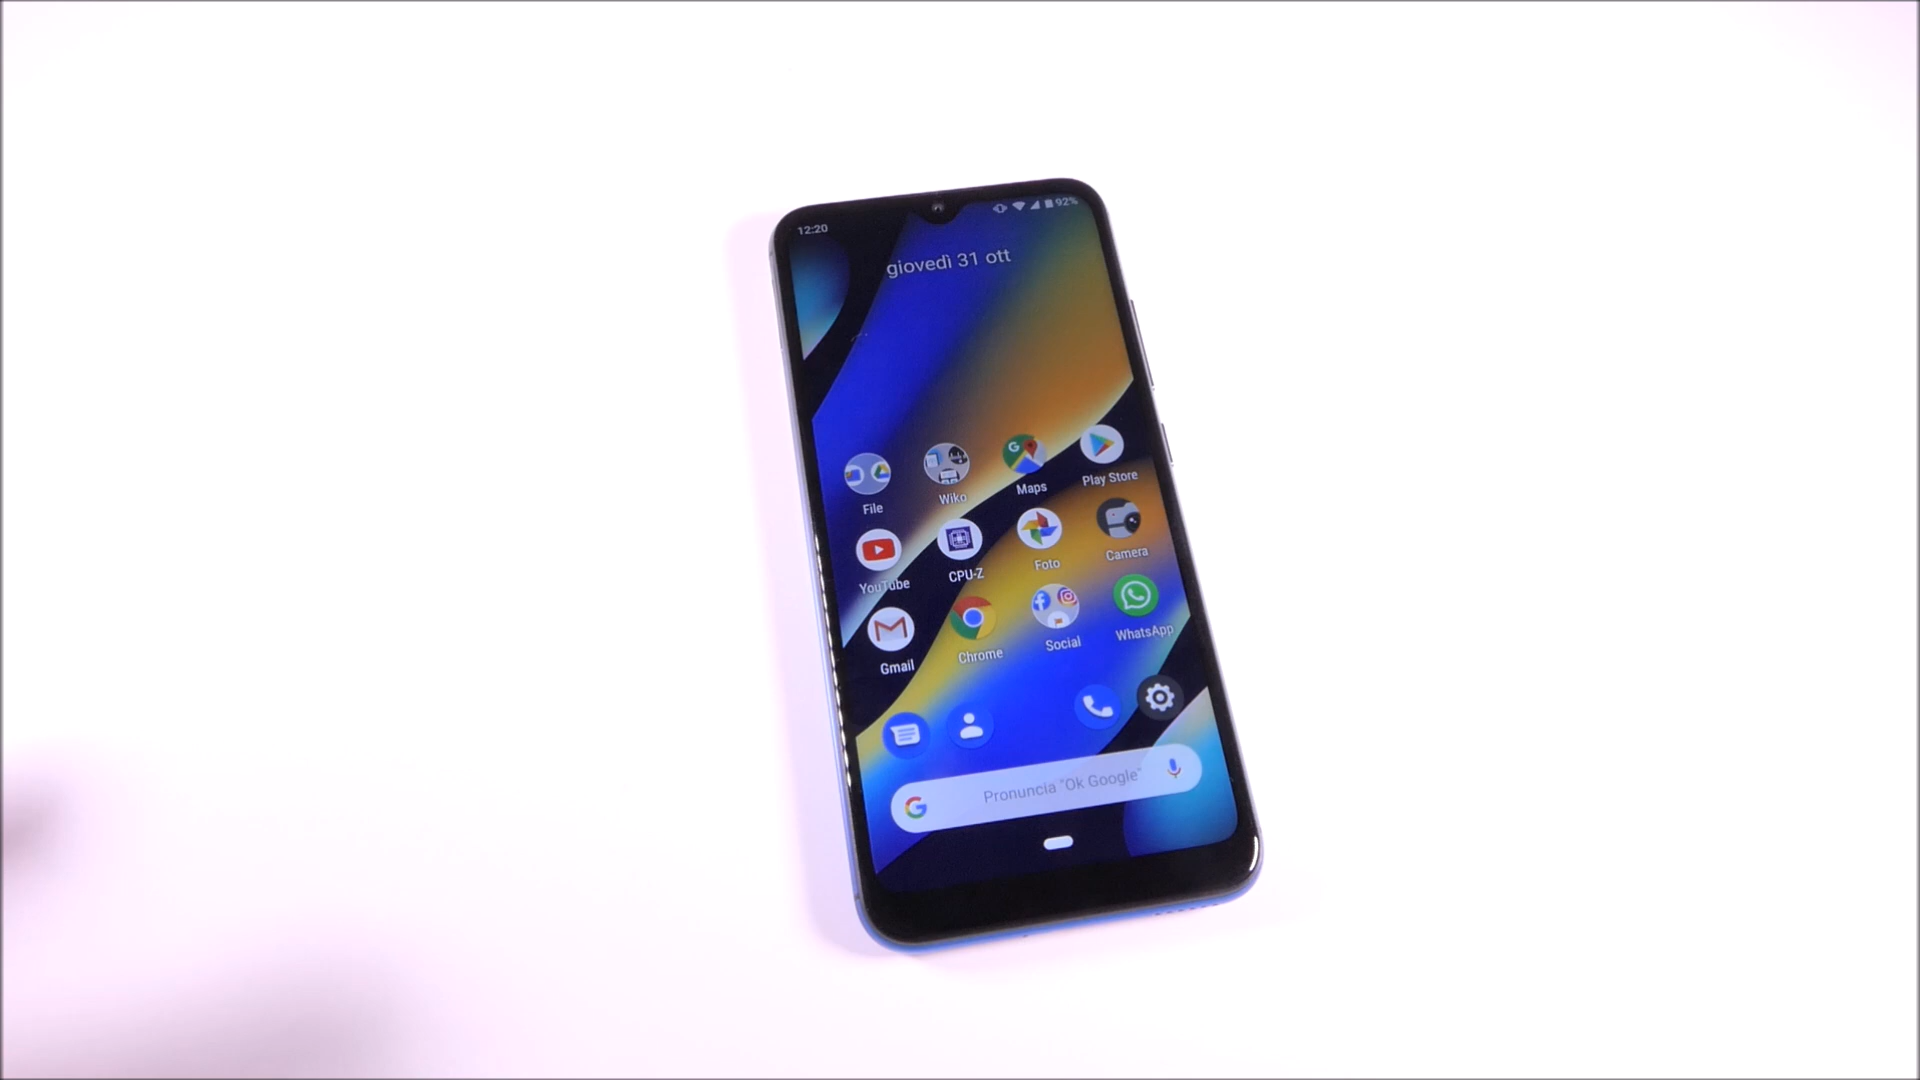 12:20
92%
giovedì 31 ott
File
Wiko
Maps
Play Store
YouTube
CPU-Z
Foto
Camera
Gmail
Chrome
Social
WhatsApp
Pronuncia "Ok Google"